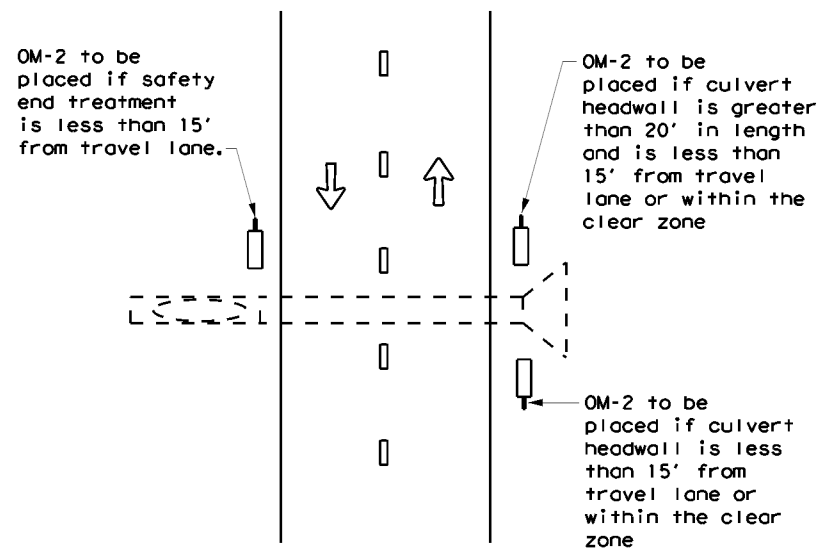 OM-2 to be
placed if safety
end treatment
is less than 15'
from travel lane.
OM-2 to be
placed if culvert
headwall is greater
than 20' in length
and is less than
15' from travel
lane or within the
clear zone
OM-2 to be
placed if culvert
headwall is less
than 15' from
travel lane or
within the clear
zone